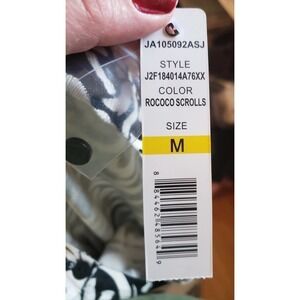 JA105092ASJ
STYLE
J2F184014A76XX
COLOR
ROCOCO SCROLLS
SIZE
M